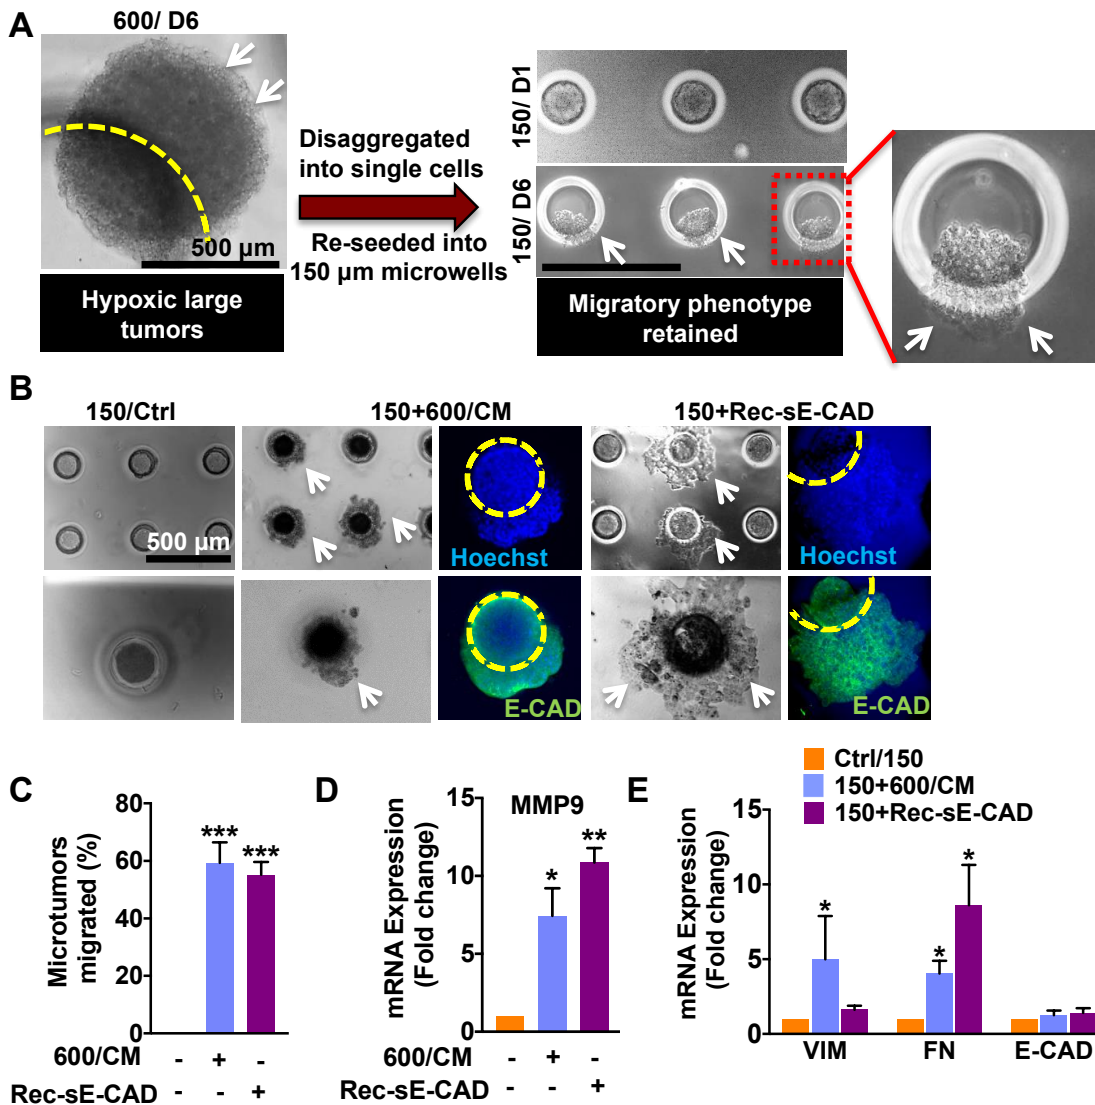 A
600/ D6
500 µm
Hypoxic large
tumors
Disaggregated
into single cells
Re-seeded into
150 µm microwells
150/ D1
150/ D6
Migratory phenotype
retained
B
150/Ctrl
150+600/CM
150+Rec-sE-CAD
500 µm
Hoechst
Hoechst
E-CAD
E-CAD
C
Microtumors
migrated (%)
80
60
40
20
0
***
***
600/CM - + -
Rec-sE-CAD - - +
D
MMP9
mRNA Expression
(Fold change)
15
10
5
0
*
**
600/CM - + -
Rec-sE-CAD - - +
E
Ctrl/150
150+600/CM
150+Rec-sE-CAD
mRNA Expression
(Fold change)
15
10
5
0
*
*
*
VIM FN E-CAD